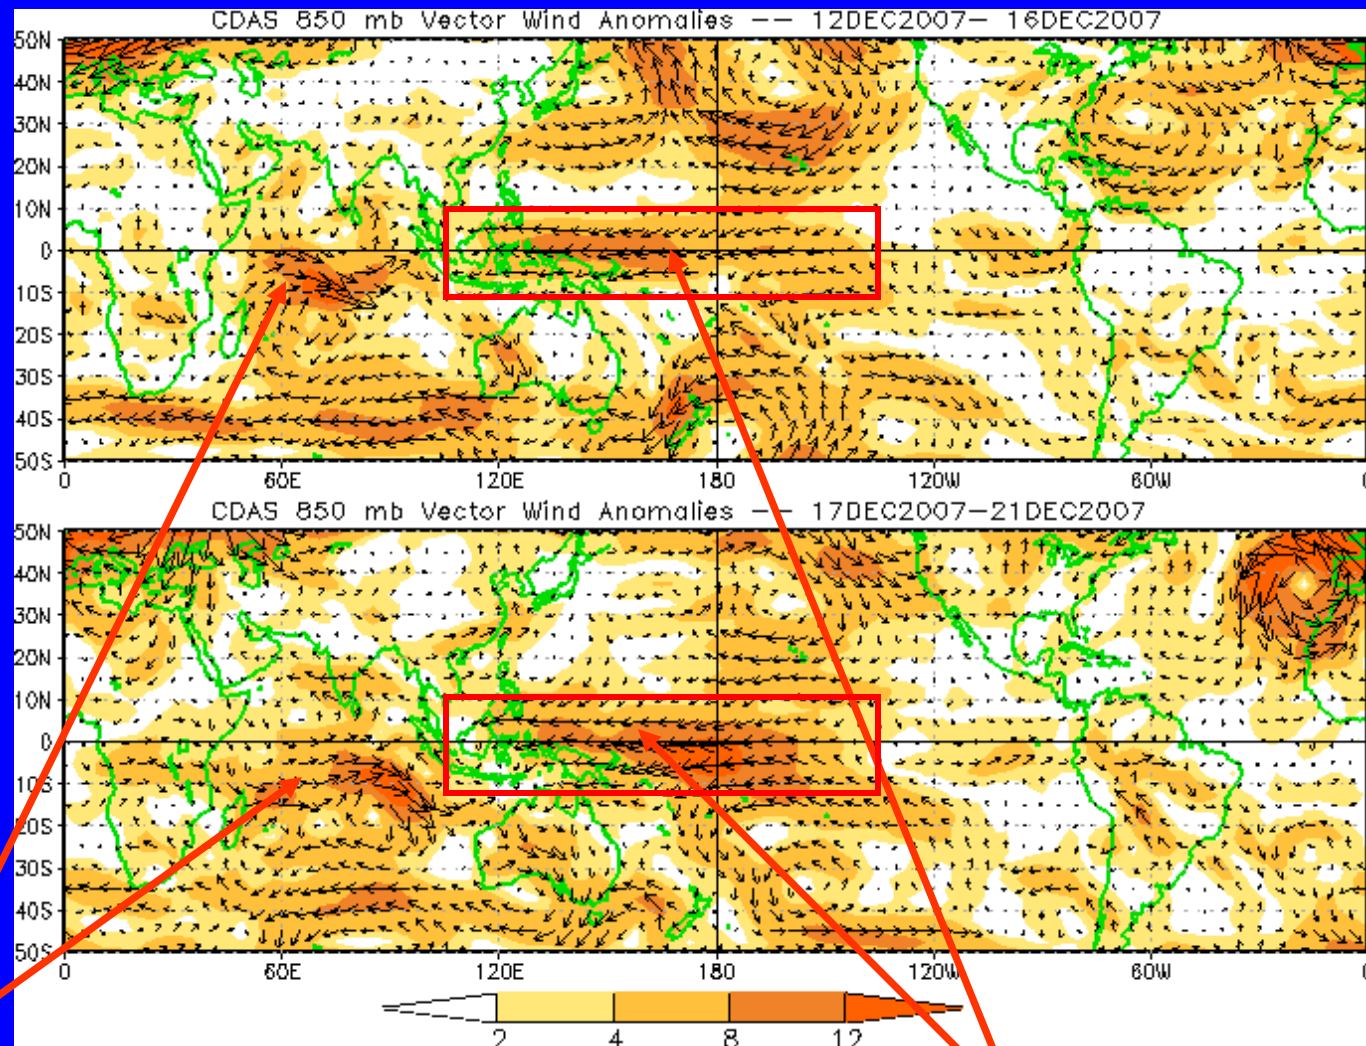 CDAS 850 mb Vector Wind Anomalies -- 12DEC2007- 16DEC2007
50N
40N
30N
20N
10N
0
10S
20S
30S
40S
50S
0 60E 120E 180 120W 60W 0
CDAS 850 mb Vector Wind Anomalies -- 17DEC2007-21DEC2007
50N
40N
30N
20N
10N
0
10S
20S
30S
40S
50S
0 60E 120E 180 120W 60W 0
2 4 8 12